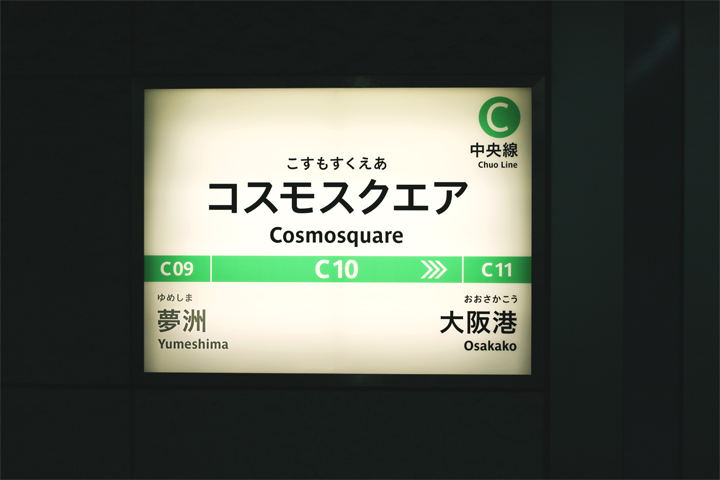 C
中央線
Chuo Line
こすもすくえあ
コスモスクエア
Cosmosquare
C09
C10
C11
ゆめしま
夢洲
Yumeshima
おおさかこう
大阪港
Osakako